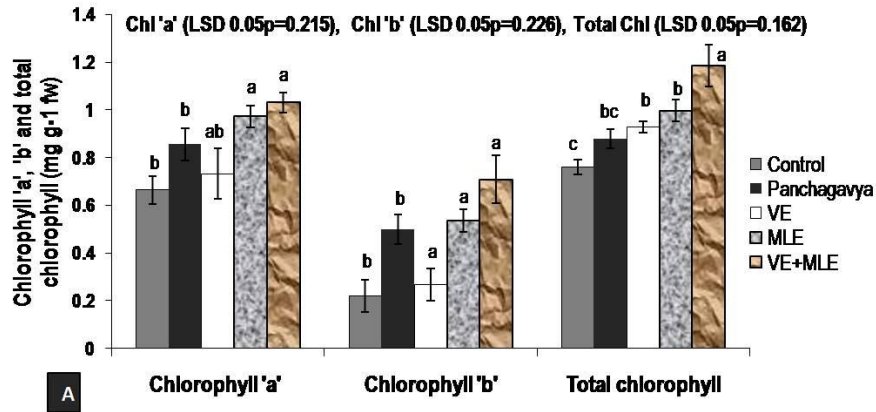 Chl 'a' (LSD 0.05p=0.215), Chl 'b' (LSD 0.05p=0.226), Total Chl (LSD 0.05p=0.162)
Chlorophyll 'a', 'b' and total
chlorophyll (mg g-1 fw)
1.4
1.2
1
0.8
0.6
0.4
0.2
0
b
b
ab
a
a
b
b
a
a
a
c
bc
b
b
a
Chlorophyll 'a'
Chlorophyll 'b'
Total chlorophyll
Control
Panchagavya
VE
MLE
VE+MLE
A